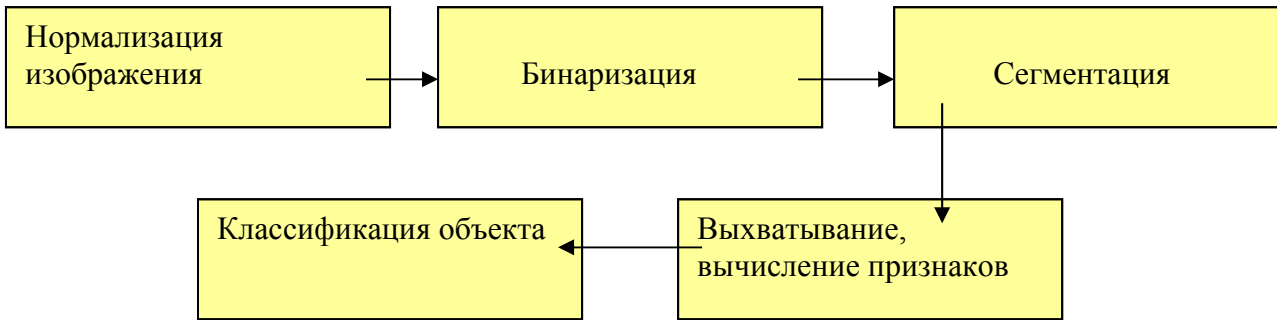 Нормализация
изображения
Бинаризация
Сегментация
Выхватывание,
вычисление признаков
Классификация объекта